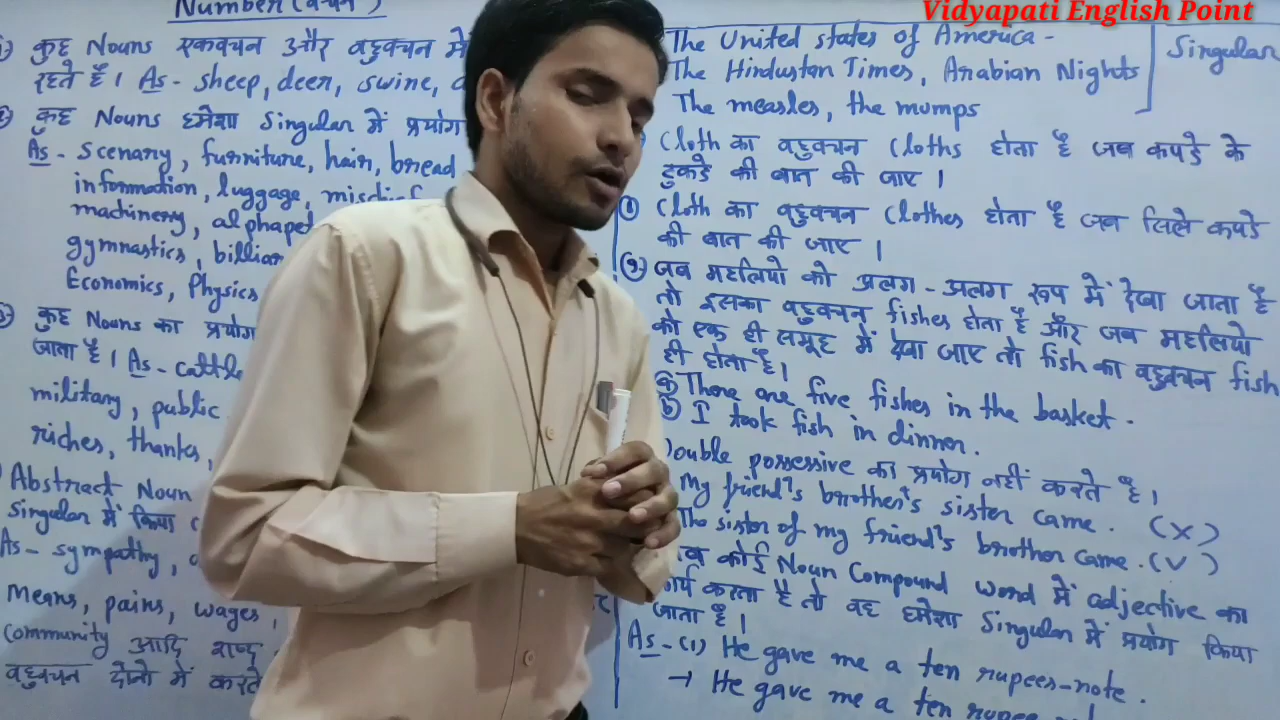 Number (वचन)
कुछ Nouns एकवचन और बहुवचन में
रहते हैं। As - sheep, deer, swine,
कुछ Nouns हमेशा Singular में प्रयोग
As - scenary, furniture, hair, bread
information, luggage, mischief
machinery, alphapet
gymnastics, billian
Economics, Physics
कुछ Nouns का प्रयोग
जाता है। As - cattle
military, public
riches, thanks,
Abstract Noun
singular में किया
As - sympathy,
Means, pains, wages,
community आदि शब्द
बहुवचन दोनो में करते
Vidyapati English Point
The United states of America -
The Hindustan Times, Arabian Nights
Singular
The measles, the mumps
Cloth का बहुवचन Cloths होता है जब कपडे के
टुकडे की बात की जाए।
Cloth का बहुवचन Clothes होता है जब सिले कपडे
की बात की जाए।
(9) जब मछलियो को अलग-अलग रूप में देखा जाता है
तो इसका बहुवचन fishes होता है और जब मछलियो
को एक ही समूह में देखा जाए तो fish का बहुवचन fish
ही होता है।
(a) There are five fishes in the basket.
(b) I took fish in dinner.
Double possessive का प्रयोग नहीं करते है।
My friend's brother's sister came. (X)
The sister of my friend's brother came. (V)
कोई Noun Compound word में adjective का
कार्य करता है तो वह हमेशा Singular में प्रयोग किया
जाता है।
As - (1) He gave me a ten rupees-note.
→ He gave me a ten rupee